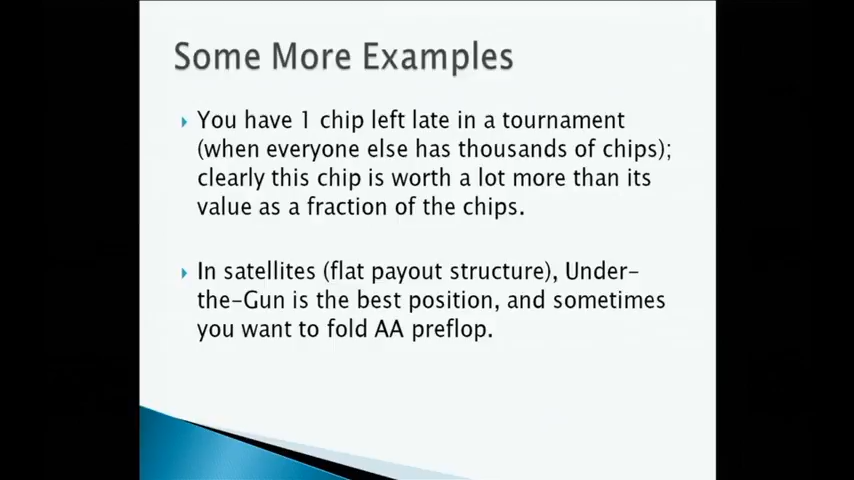 Some More Examples
You have 1 chip left late in a tournament
(when everyone else has thousands of chips);
clearly this chip is worth a lot more than its
value as a fraction of the chips.
In satellites (flat payout structure), Under-
the-Gun is the best position, and sometimes
you want to fold AA preflop.